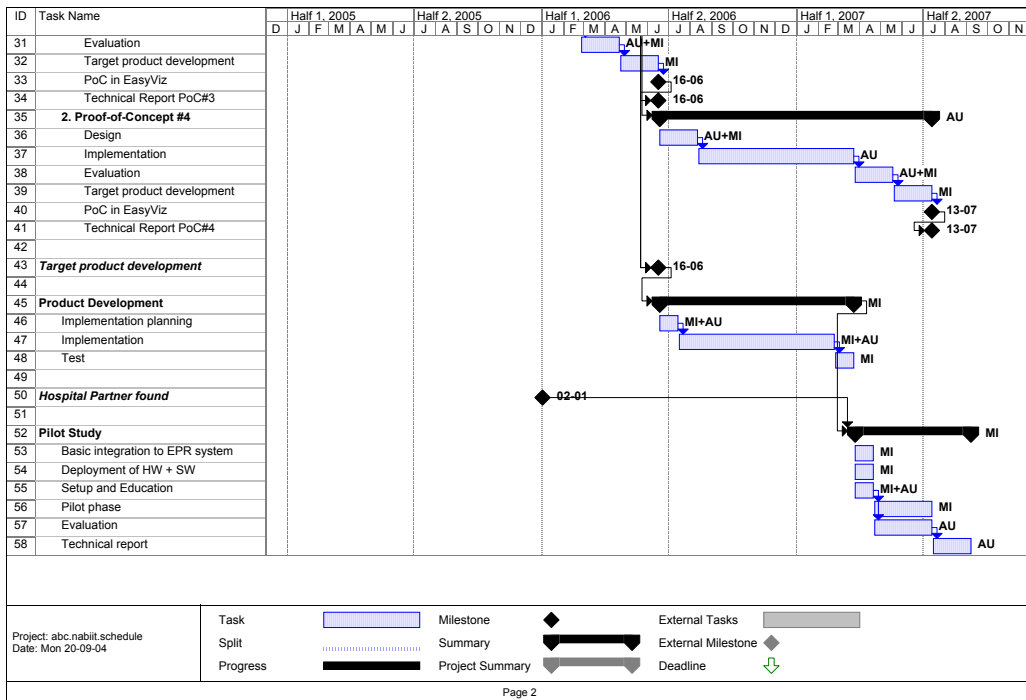 ID Task Name Half 1, 2005 Half 2, 2005 Half 1, 2006 Half 2, 2006 Half 1, 2007 Half 2, 2007
D J F M A M J J A S O N D J F M A M J J A S O N D J F M A M J J A S O N
31 Evaluation AU+MI
32 Target product development MI
33 PoC in EasyViz 16-06
34 Technical Report PoC#3 16-06
35 2. Proof-of-Concept #4 AU
36 Design AU+MI
37 Implementation AU
38 Evaluation AU+MI
39 Target product development MI
40 PoC in EasyViz 13-07
41 Technical Report PoC#4 13-07
42
43 Target product development 16-06
44
45 Product Development MI
46 Implementation planning MI+AU
47 Implementation MI+AU
48 Test MI
49
50 Hospital Partner found 02-01
51
52 Pilot Study MI
53 Basic integration to EPR system MI
54 Deployment of HW + SW MI
55 Setup and Education MI+AU
56 Pilot phase MI
57 Evaluation AU
58 Technical report AU
Project: abc.nabiit.schedule
Date: Mon 20-09-04
Task Milestone External Tasks
Split Summary External Milestone
Progress Project Summary Deadline
Page 2